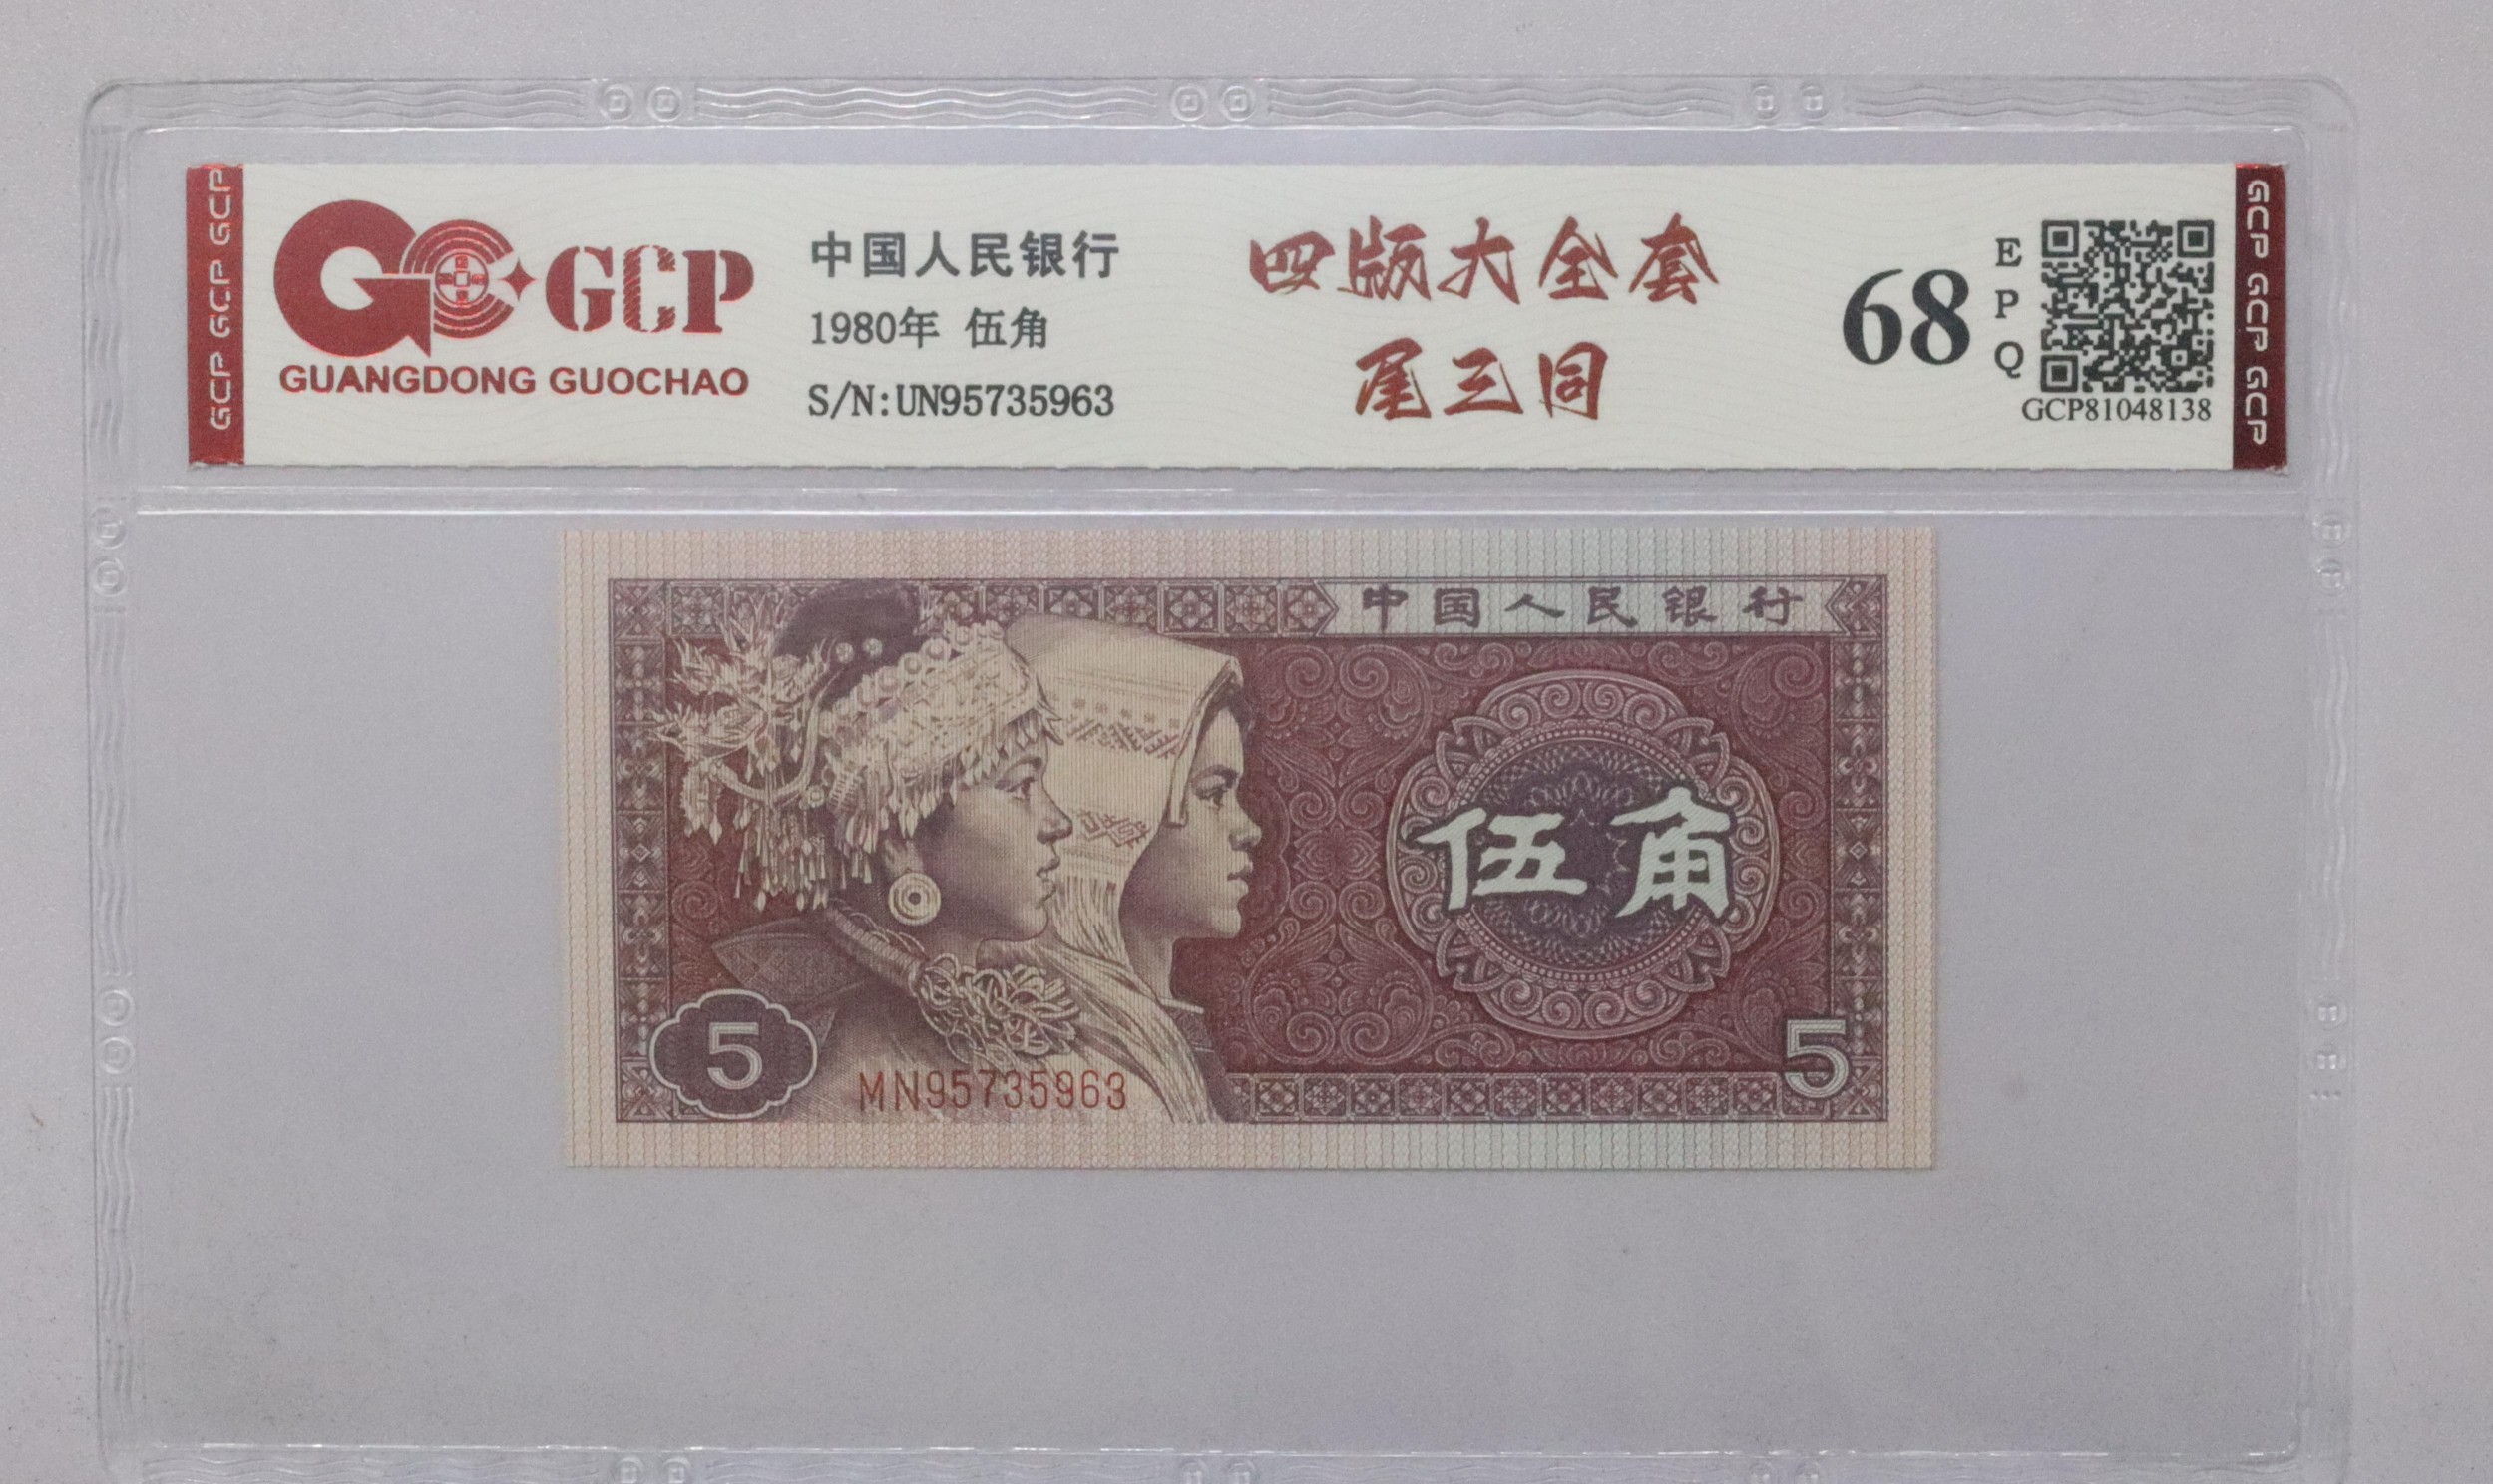 GCP GCP GCP
GCP
GUANGDONG GUOCHAO
中国人民银行
1980年 伍角
S/N:UN95735963
四版大全套
尾三同
68
E
P
Q
GCP81048138
GCP GCP GCP
中国人民银行
伍角
5
MN95735963
5